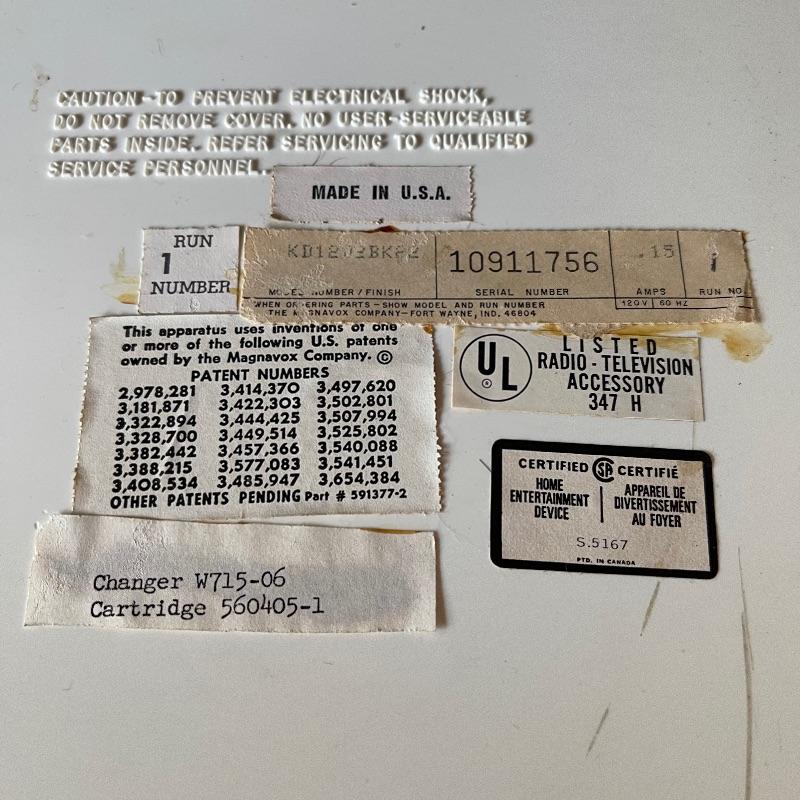 CAUTION-TO PREVENT ELECTRICAL SHOCK,
DO NOT REMOVE COVER. NO USER-SERVICEABLE
PARTS INSIDE. REFER SERVICING TO QUALIFIED
SERVICE PERSONNEL.
MADE IN U.S.A.
RUN
1
NUMBER
10911756 .15 1
MODEL NUMBER/FINISH SERIAL NUMBER AMPS RUN NO.
WHEN ORDERING PARTS-SHOW MODEL AND RUN NUMBER 120V 60 HZ
THE MAGNAVOX COMPANY-FORT WAYNE, IND. 46804
This apparatus uses inventions of one
or more of the following U.S. patents
owned by the Magnavox Company. ©
PATENT NUMBERS
2,978,281 3,414,370 3,497,620
3,181,871 3,422,303 3,502,801
3,322,894 3,444,425 3,507,994
3,328,700 3,449,514 3,525,802
3,382,442 3,457,366 3,540,088
3,388,215 3,577,083 3,541,451
3,408,534 3,485,947 3,654,384
OTHER PATENTS PENDING Part # 591377-2
UL ®
LISTED
RADIO-TELEVISION
ACCESSORY
347 H
CERTIFIED SA CERTIFIÉ
HOME
ENTERTAINMENT
DEVICE
APPAREIL DE
DIVERTISSEMENT
AU FOYER
S.5167
PTD. IN CANADA
Changer W715-06
Cartridge 560405-1